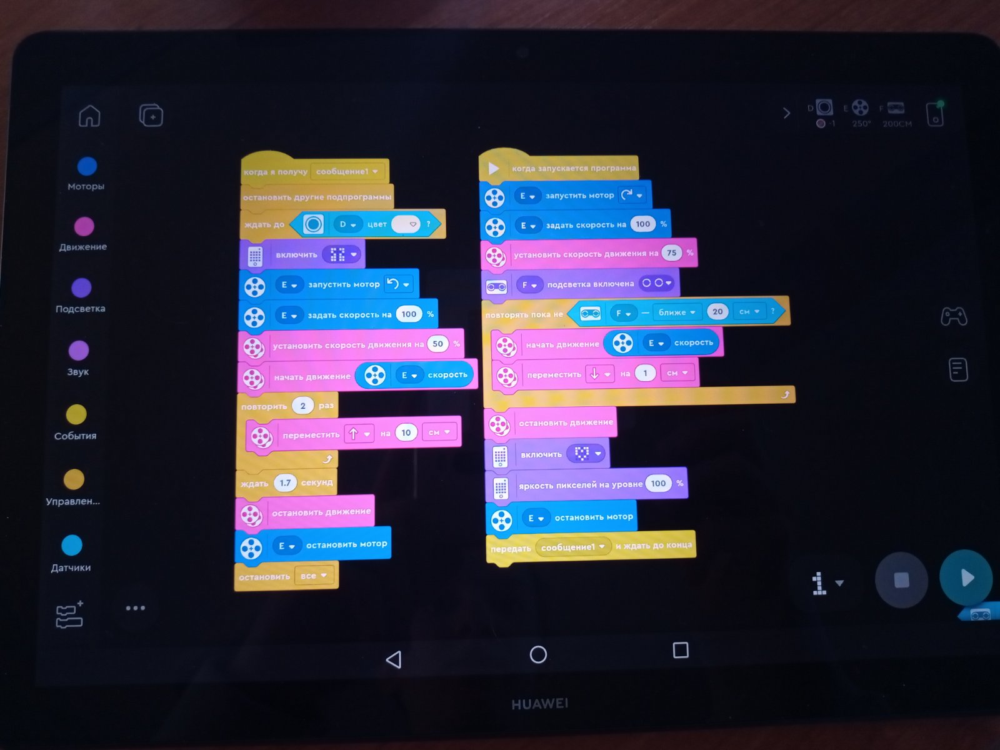 D
E
F
-1
250°
200СМ
Моторы
Движение
Подсветка
Звук
События
Управлен...
Датчики
когда я получу сообщение1
остановить другие подпрограммы
ждать до D цвет ?
включить
E запустить мотор
E задать скорость на 100 %
установить скорость движения на 50 %
начать движение E скорость
повторить 2 раз
переместить на 10 см
ждать 1.7 секунд
остановить движение
E остановить мотор
остановить все
когда запускается программа
E запустить мотор
E задать скорость на 100 %
установить скорость движения на 75 %
F подсветка включена
повторять пока не F — ближе 20 см ?
начать движение E скорость
переместить на 1 см
остановить движение
включить
яркость пикселей на уровне 100 %
E остановить мотор
передать сообщение1 и ждать до конца
1
HUAWEI